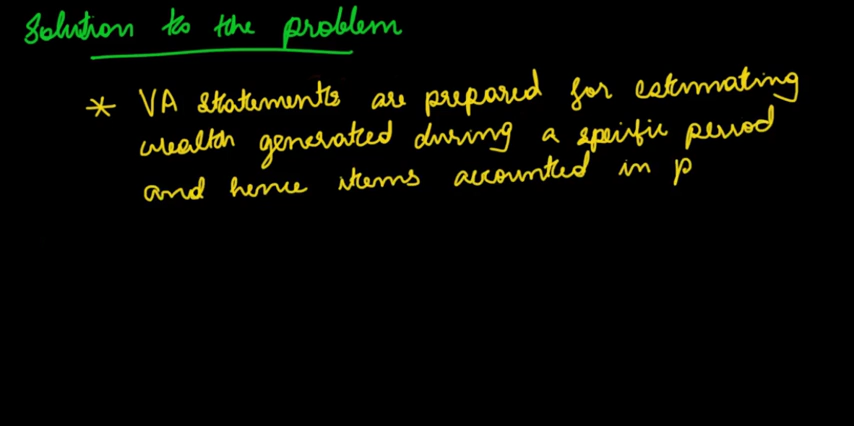 Solution to the problem
* VA statements are prepared for estimating
wealth generated during a specific period
and hence items accounted in p